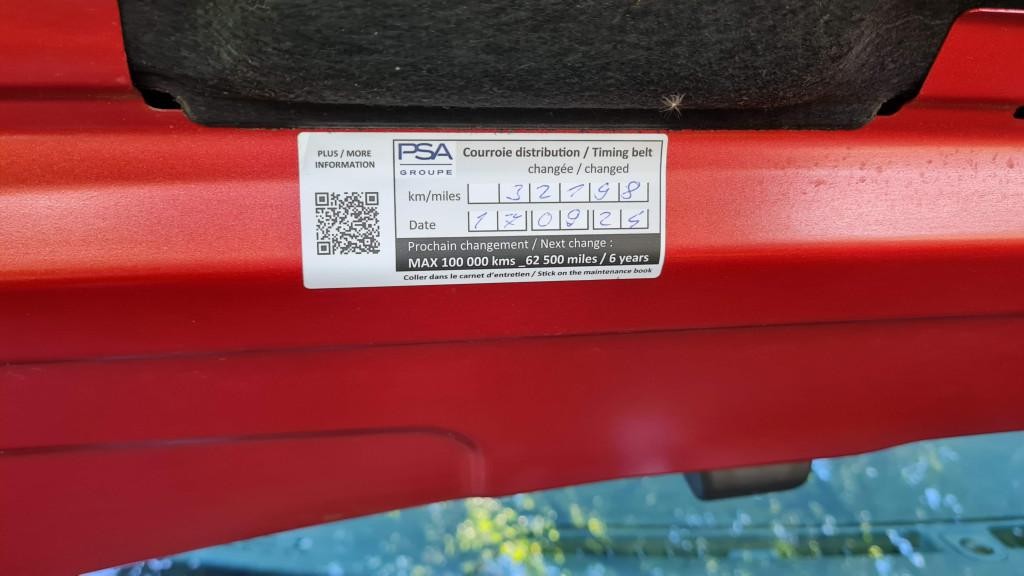 PLUS / MORE
INFORMATION
PSA
GROUPE
Courroie distribution / Timing belt
changée / changed
km/miles 32198
Date 170925
Prochain changement / Next change :
MAX 100 000 kms _62 500 miles / 6 years
Coller dans le carnet d'entretien / Stick on the maintenance book